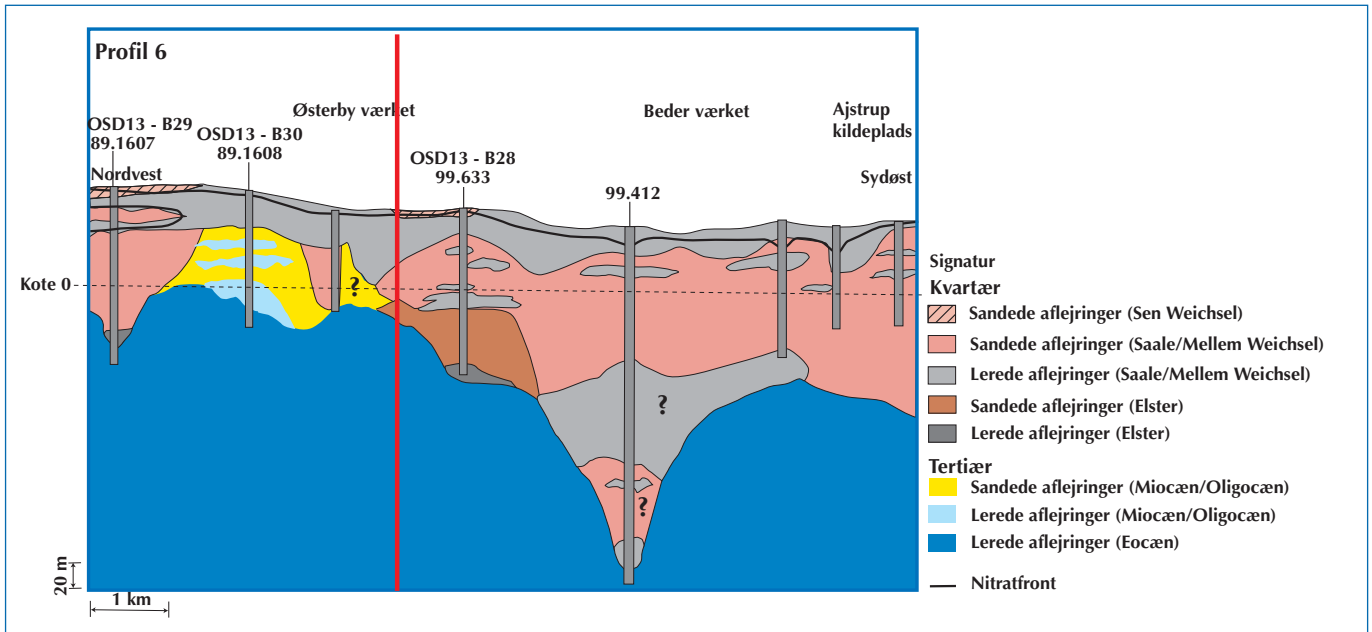 Profil 6
Østerby værket
Beder værket
Ajstrup
kildeplads
OSD13 - B29
89.1607
OSD13 - B30
89.1608
OSD13 - B28
99.633
99.412
Nordvest
Sydøst
Kote 0
?
?
?
20 m
1 km
Signatur
Kvartær
Sandede aflejringer (Sen Weichsel)
Sandede aflejringer (Saale/Mellem Weichsel)
Lerede aflejringer (Saale/Mellem Weichsel)
Sandede aflejringer (Elster)
Lerede aflejringer (Elster)
Tertiær
Sandede aflejringer (Miocæn/Oligocæn)
Lerede aflejringer (Miocæn/Oligocæn)
Lerede aflejringer (Eocæn)
Nitratfront